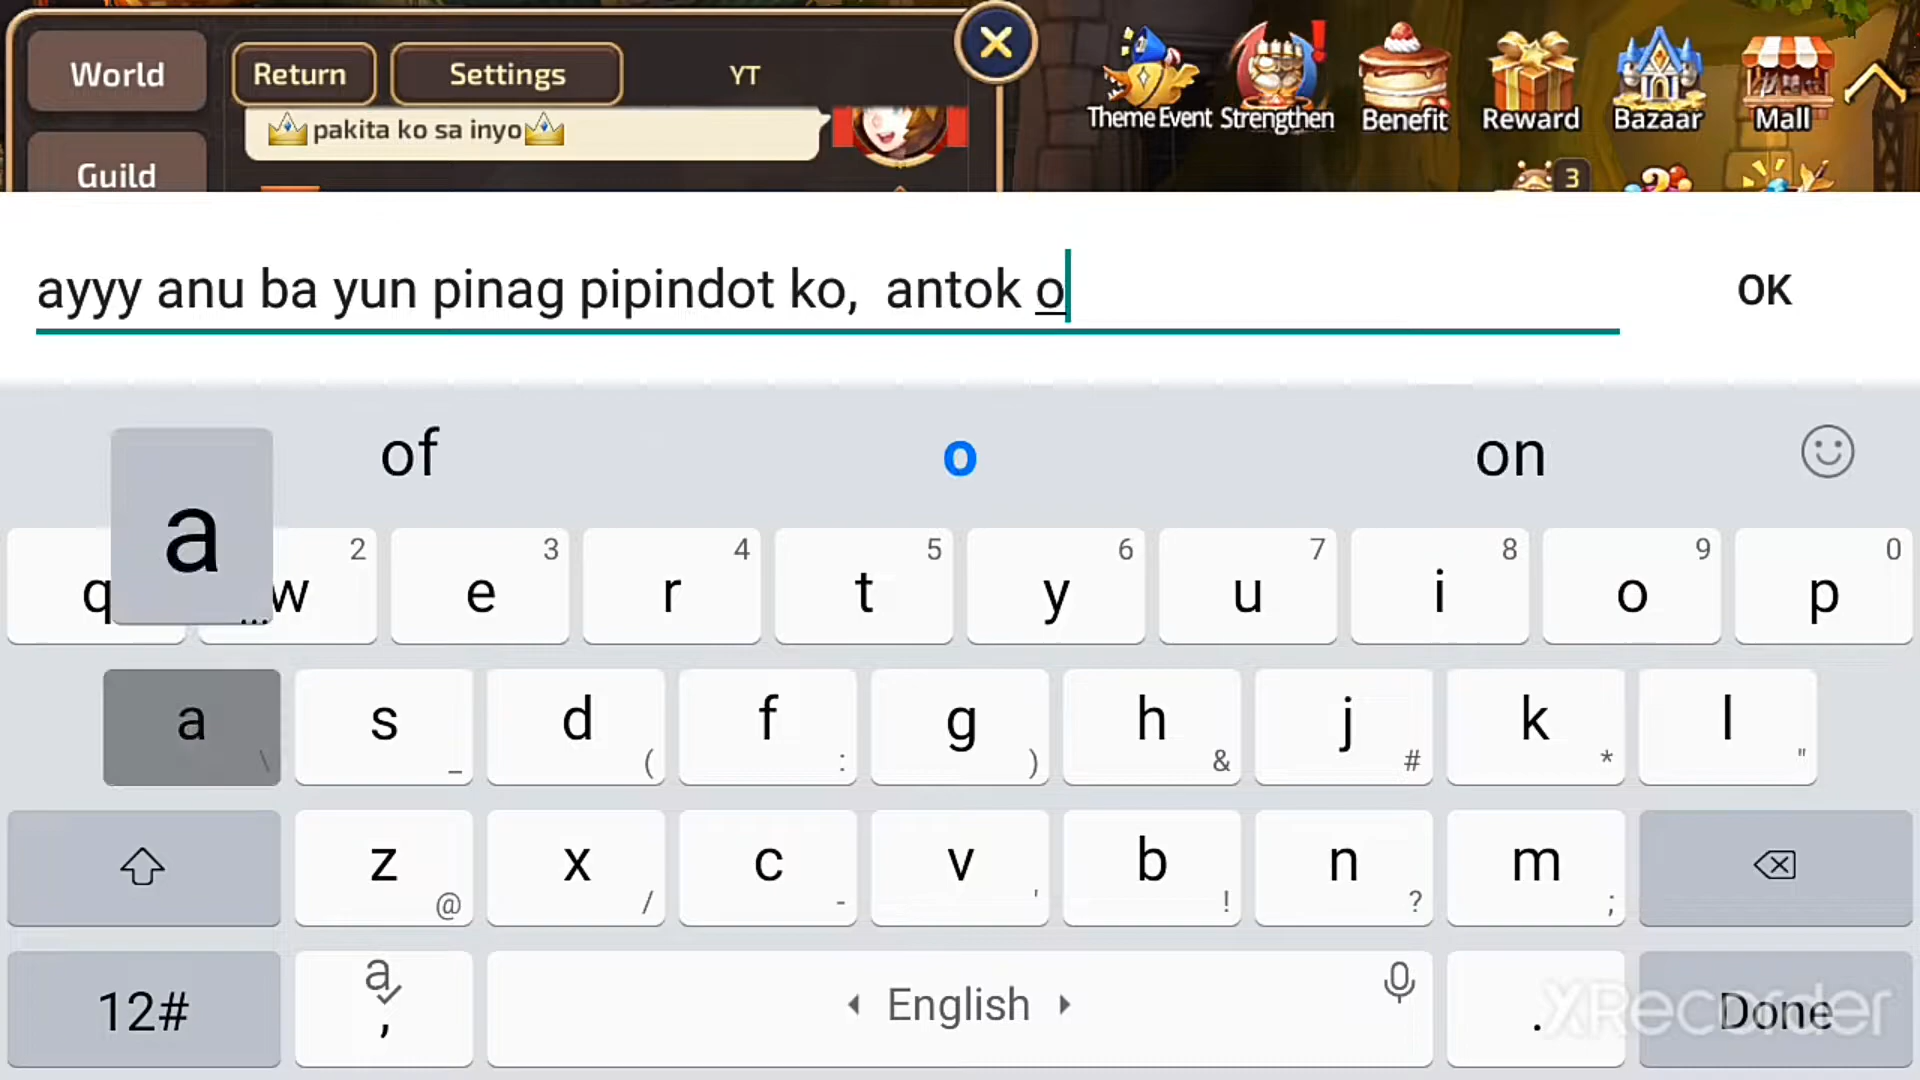 World
Return
Settings
YT
pakita ko sa inyo
Guild
Theme Event
Strengthen
Benefit
Reward
Bazaar
Mall
3
ayyy anu ba yun pinag pipindot ko,  antok o
OK
a
of
o
on
q w 2 e 3 r 4 t 5 y 6 u 7 i 8 o 9 p 0
a \ s _ d ( f : g ) h & j # k * l "
z @ x / c - v ' b ! n ? m ;
12# a , English . Done
XRecorder